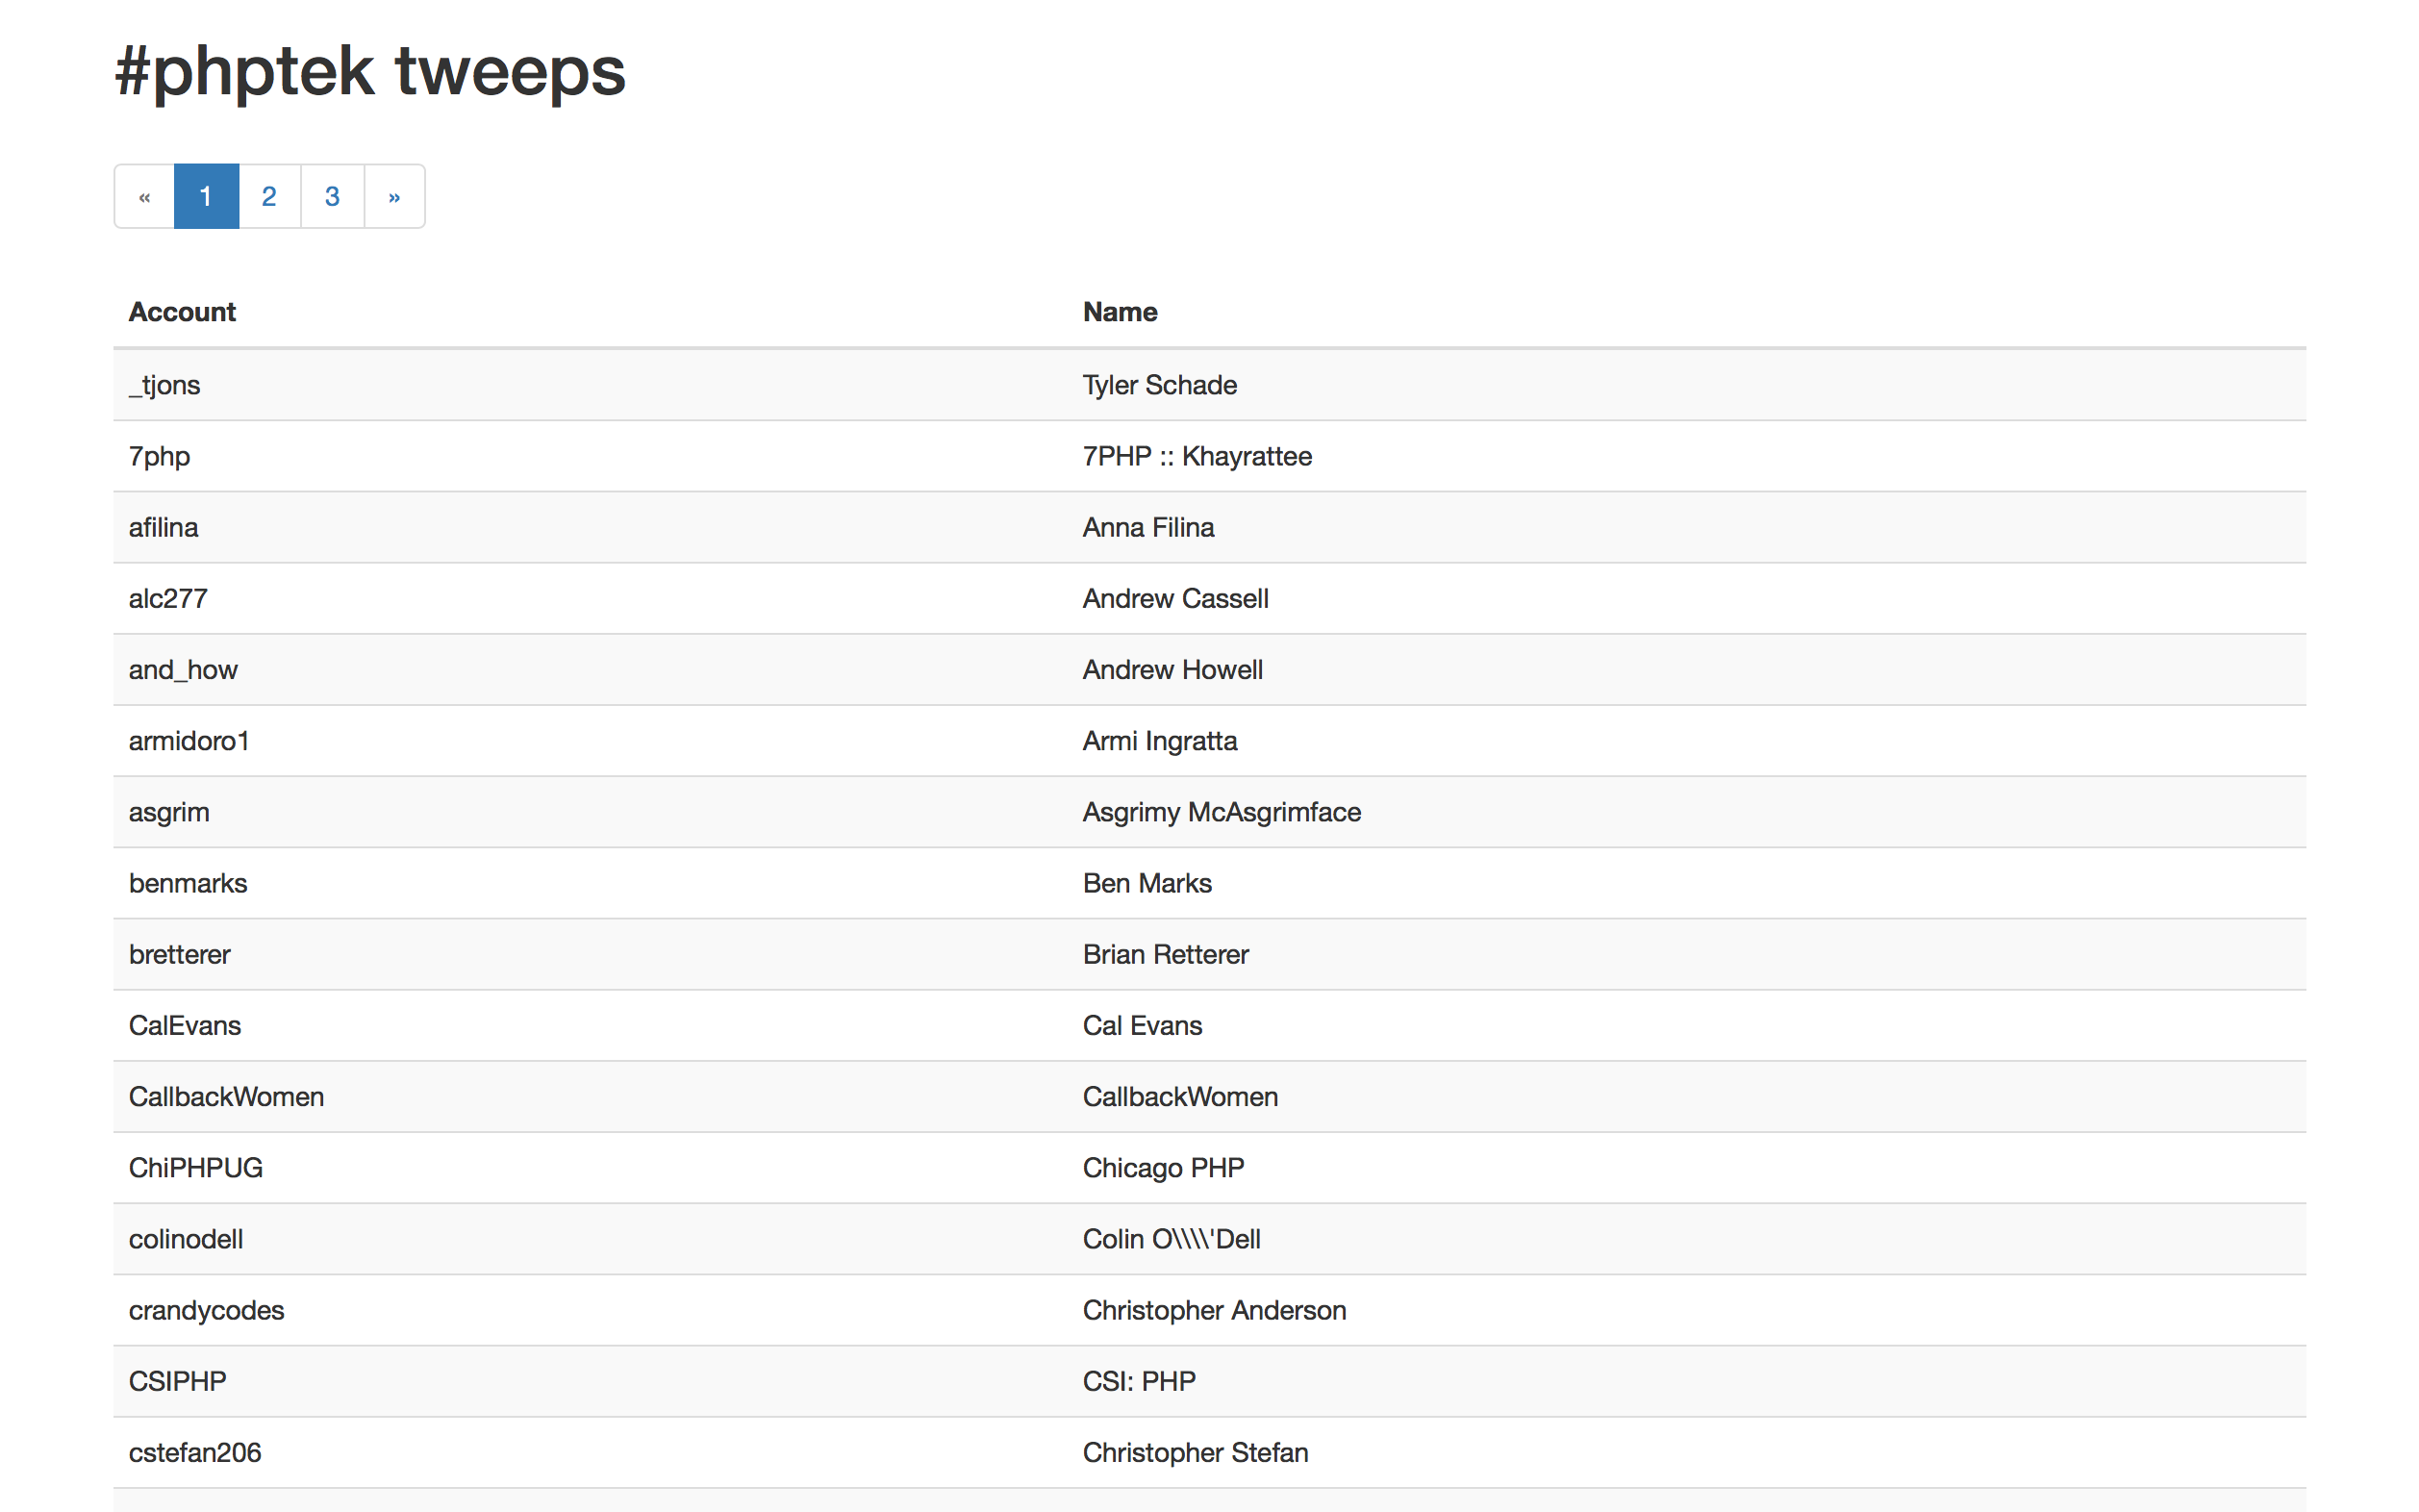 #phptek tweeps
« 1 2 3 »
Account Name
_tjons Tyler Schade
7php 7PHP :: Khayrattee
afilina Anna Filina
alc277 Andrew Cassell
and_how Andrew Howell
armidoro1 Armi Ingratta
asgrim Asgrimy McAsgrimface
benmarks Ben Marks
bretterer Brian Retterer
CalEvans Cal Evans
CallbackWomen CallbackWomen
ChiPHPUG Chicago PHP
colinodell Colin O\\\\'Dell
crandycodes Christopher Anderson
CSIPHP CSI: PHP
cstefan206 Christopher Stefan